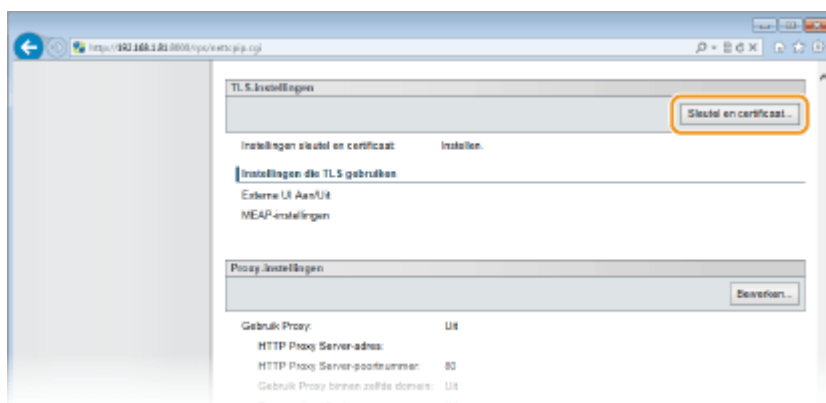 TLS-instellingen
Sleutel en certificaat...
Instellingen sleutel en certificaat: Instellen.
Instellingen die TLS gebruiken
Externe UI Aan/Uit
MEAP-instellingen
Proxy-instellingen
Bewerken...
Gebruik Proxy: Uit
HTTP Proxy Server-adres:
HTTP Proxy Server-poortnummer: 80
Gebruik Proxy binnen zelfde domein: Uit